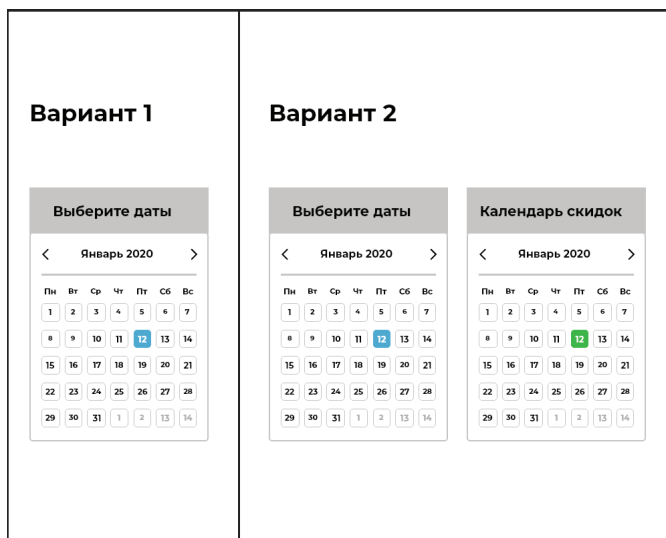 Вариант 1
Выберите даты
< Январь 2020 >
Пн Вт Ср Чт Пт Сб Вс
1 2 3 4 5 6 7
8 9 10 11 12 13 14
15 16 17 18 19 20 21
22 23 24 25 26 27 28
29 30 31 1 2 13 14
Вариант 2
Выберите даты
< Январь 2020 >
Пн Вт Ср Чт Пт Сб Вс
1 2 3 4 5 6 7
8 9 10 11 12 13 14
15 16 17 18 19 20 21
22 23 24 25 26 27 28
29 30 31 1 2 13 14
Календарь скидок
< Январь 2020 >
Пн Вт Ср Чт Пт Сб Вс
1 2 3 4 5 6 7
8 9 10 11 12 13 14
15 16 17 18 19 20 21
22 23 24 25 26 27 28
29 30 31 1 2 13 14